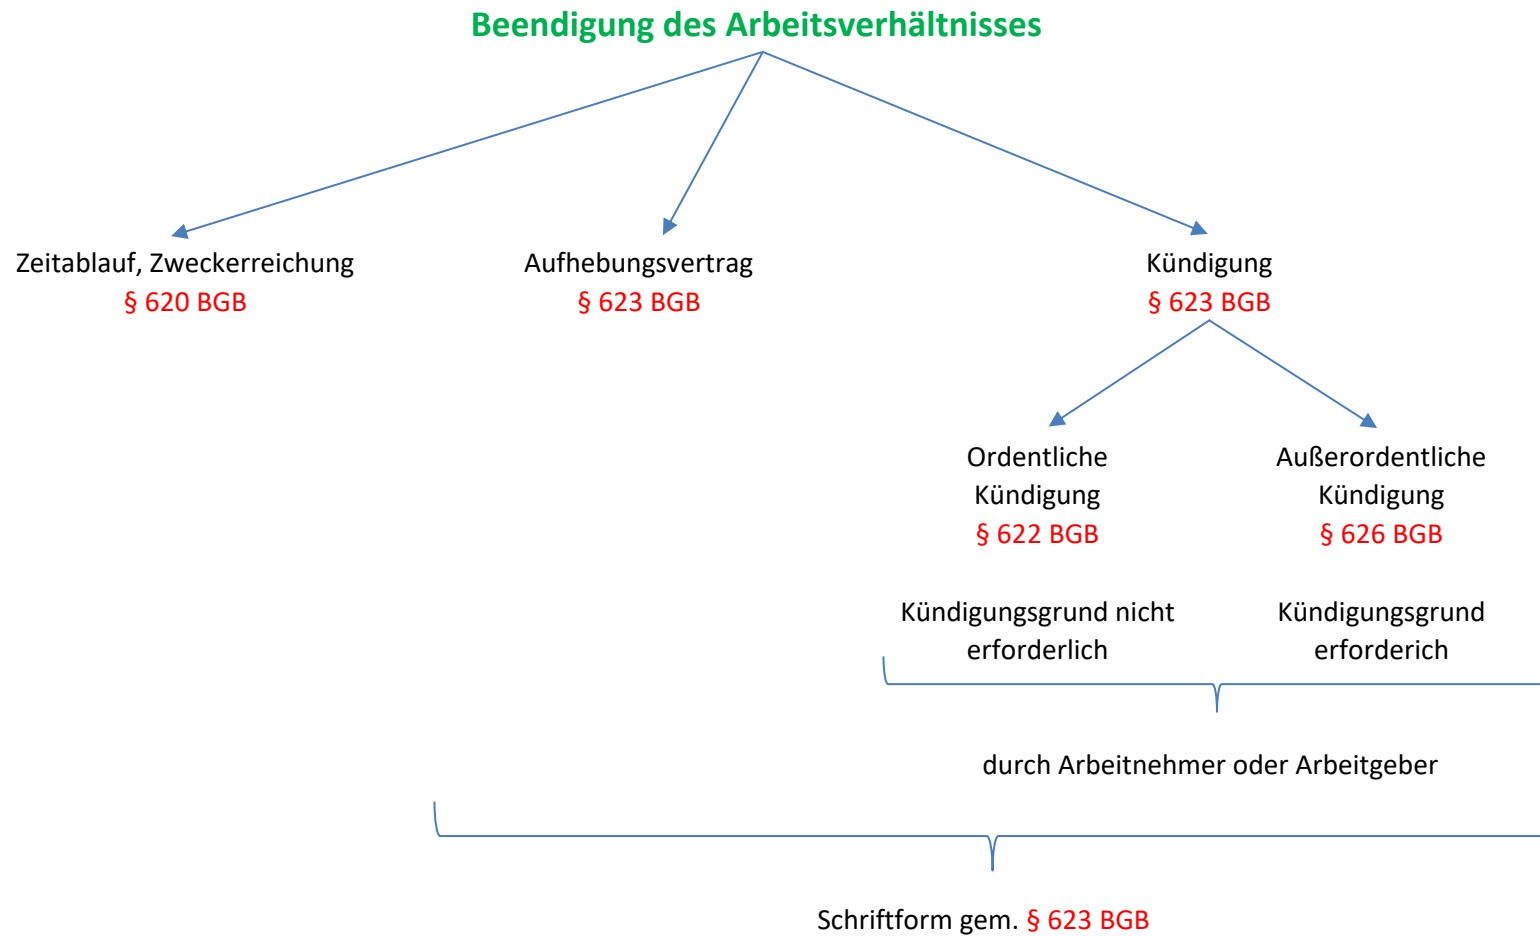 Beendigung des Arbeitsverhältnisses
Zeitablauf, Zweckerreichung
§ 620 BGB
Aufhebungsvertrag
§ 623 BGB
Kündigung
§ 623 BGB
Ordentliche
Kündigung
§ 622 BGB
Kündigungsgrund nicht
erforderlich
Außerordentliche
Kündigung
§ 626 BGB
Kündigungsgrund
erforderich
durch Arbeitnehmer oder Arbeitgeber
Schriftform gem. § 623 BGB